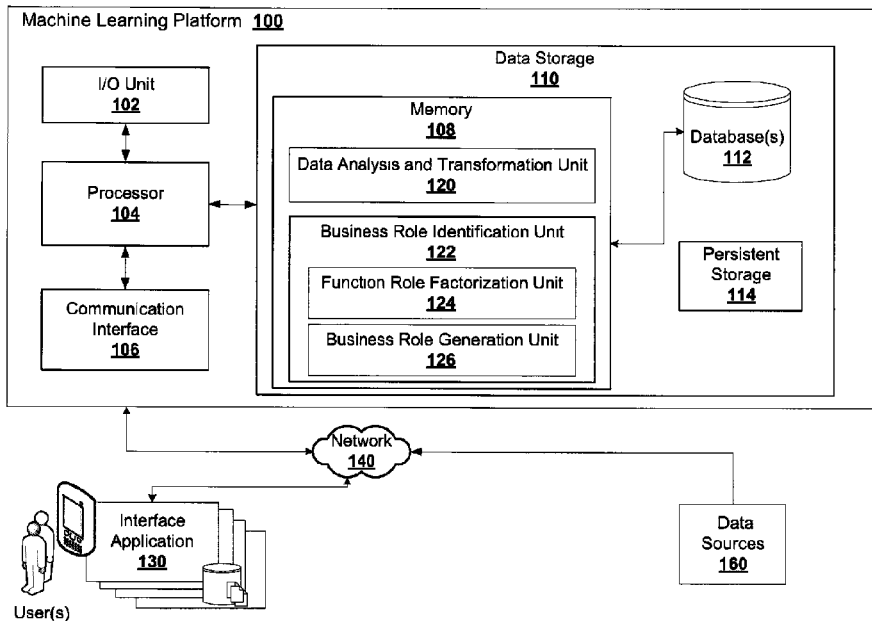 Machine Learning Platform 100
I/O Unit
102
Processor
104
Communication
Interface
106
Data Storage
110
Memory
108
Data Analysis and Transformation Unit
120
Business Role Identification Unit
122
Function Role Factorization Unit
124
Business Role Generation Unit
126
Database(s)
112
Persistent
Storage
114
Network
140
Interface
Application
130
User(s)
Data
Sources
160